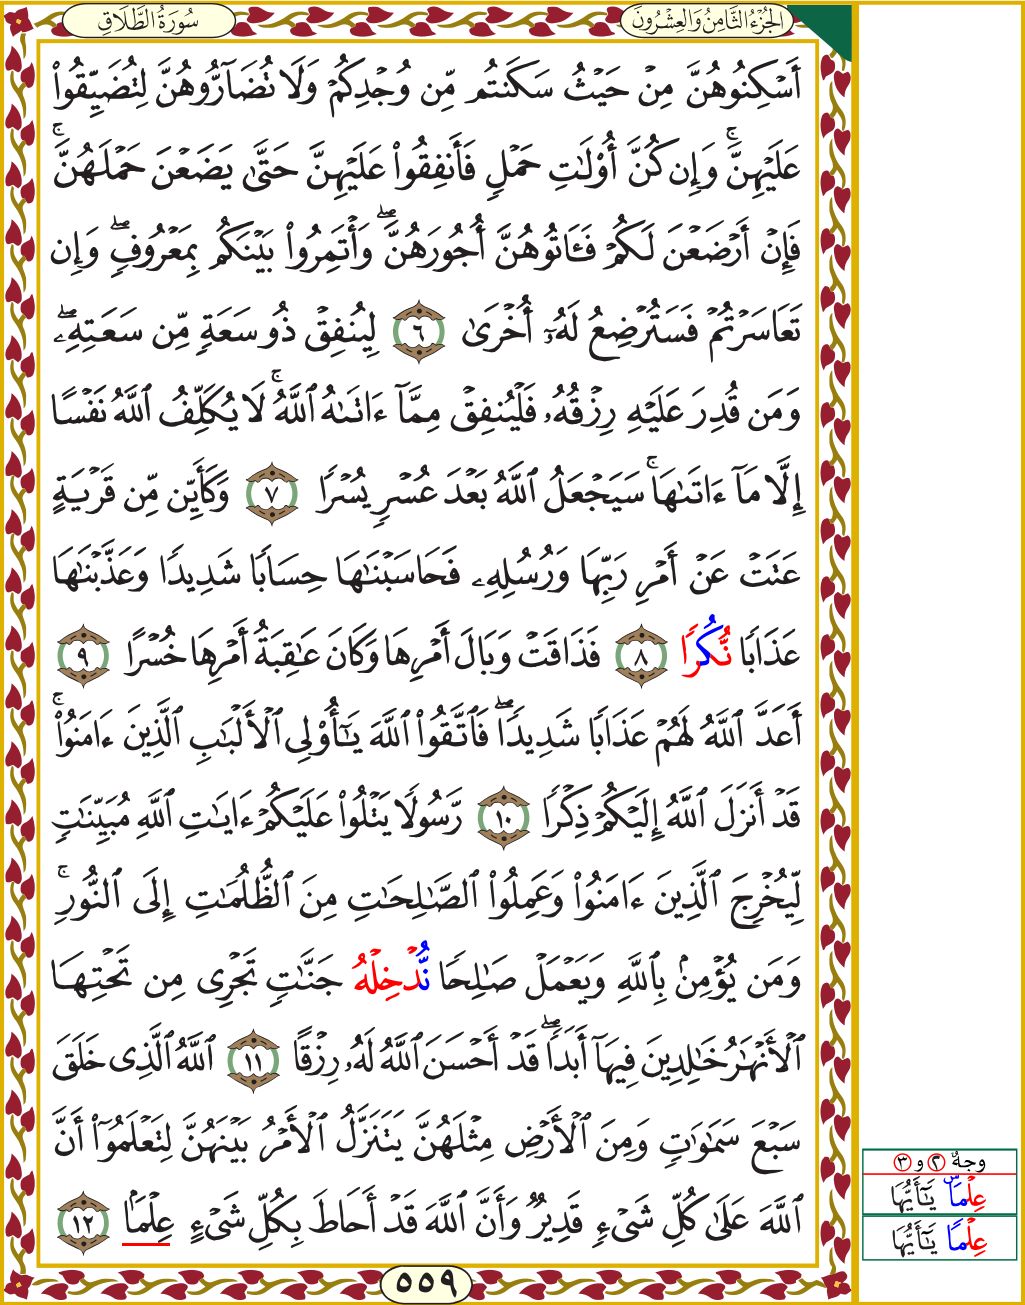 الجُزْءُ الثَّامِنُ وَالعِشْرُونَ
سُورَةُ الطَّلَاقِ
أَسْكِنُوهُنَّ مِنْ حَيْثُ سَكَنتُم مِّن وُجْدِكُمْ وَلَا تُضَآرُّوهُنَّ لِتُضَيِّقُوا۟
عَلَيْهِنَّۚ وَإِن كُنَّ أُو۟لَٰتِ حَمْلٍ فَأَنفِقُوا۟ عَلَيْهِنَّ حَتَّىٰ يَضَعْنَ حَمْلَهُنَّۚ
فَإِنْ أَرْضَعْنَ لَكُمْ فَـَٔاتُوهُنَّ أُجُورَهُنَّۖ وَأْتَمِرُوا۟ بَيْنَكُم بِمَعْرُوفٍۖ وَإِن
تَعَاسَرْتُمْ فَسَتُرْضِعُ لَهُۥٓ أُخْرَىٰ ٦ لِيُنفِقْ ذُو سَعَةٍ مِّن سَعَتِهِۦۖ
وَمَن قُدِرَ عَلَيْهِ رِزْقُهُۥ فَلْيُنفِقْ مِمَّآ ءَاتَىٰهُ ٱللَّهُۚ لَا يُكَلِّفُ ٱللَّهُ نَفْسًا
إِلَّا مَآ ءَاتَىٰهَاۚ سَيَجْعَلُ ٱللَّهُ بَعْدَ عُسْرٍ يُسْرًا ٧ وَكَأَيِّن مِّن قَرْيَةٍ
عَتَتْ عَنْ أَمْرِ رَبِّهَا وَرُسُلِهِۦ فَحَاسَبْنَٰهَا حِسَابًا شَدِيدًا وَعَذَّبْنَٰهَا
عَذَابًا نُّكُرًا ٨ فَذَاقَتْ وَبَالَ أَمْرِهَا وَكَانَ عَٰقِبَةُ أَمْرِهَا خُسْرًا ٩
أَعَدَّ ٱللَّهُ لَهُمْ عَذَابًا شَدِيدًاۖ فَٱتَّقُوا۟ ٱللَّهَ يَٰٓأُو۟لِى ٱلْأَلْبَٰبِ ٱلَّذِينَ ءَامَنُوا۟ۚ
قَدْ أَنزَلَ ٱللَّهُ إِلَيْكُمْ ذِكْرًا ١٠ رَّسُولًا يَتْلُوا۟ عَلَيْكُمْ ءَايَٰتِ ٱللَّهِ مُبَيِّنَٰتٍ
لِّيُخْرِجَ ٱلَّذِينَ ءَامَنُوا۟ وَعَمِلُوا۟ ٱلصَّٰلِحَٰتِ مِنَ ٱلظُّلُمَٰتِ إِلَى ٱلنُّورِۚ
وَمَن يُؤْمِنۢ بِٱللَّهِ وَيَعْمَلْ صَٰلِحًا نُّدْخِلْهُ جَنَّٰتٍ تَجْرِى مِن تَحْتِهَا
ٱلْأَنْهَٰرُ خَٰلِدِينَ فِيهَآ أَبَدًاۖ قَدْ أَحْسَنَ ٱللَّهُ لَهُۥ رِزْقًا ١١ ٱللَّهُ ٱلَّذِى خَلَقَ
سَبْعَ سَمَٰوَٰتٍ وَمِنَ ٱلْأَرْضِ مِثْلَهُنَّ يَتَنَزَّلُ ٱلْأَمْرُ بَيْنَهُنَّ لِتَعْلَمُوٓا۟ أَنَّ
ٱللَّهَ عَلَىٰ كُلِّ شَىْءٍ قَدِيرٌ وَأَنَّ ٱللَّهَ قَدْ أَحَاطَ بِكُلِّ شَىْءٍ عِلْمًۢا ١٢
وجهُ ٢ و ٣
عِلْمًا س يَٰٓأَيُّهَا
عِلْمًا يَٰٓأَيُّهَا
٥٥٩